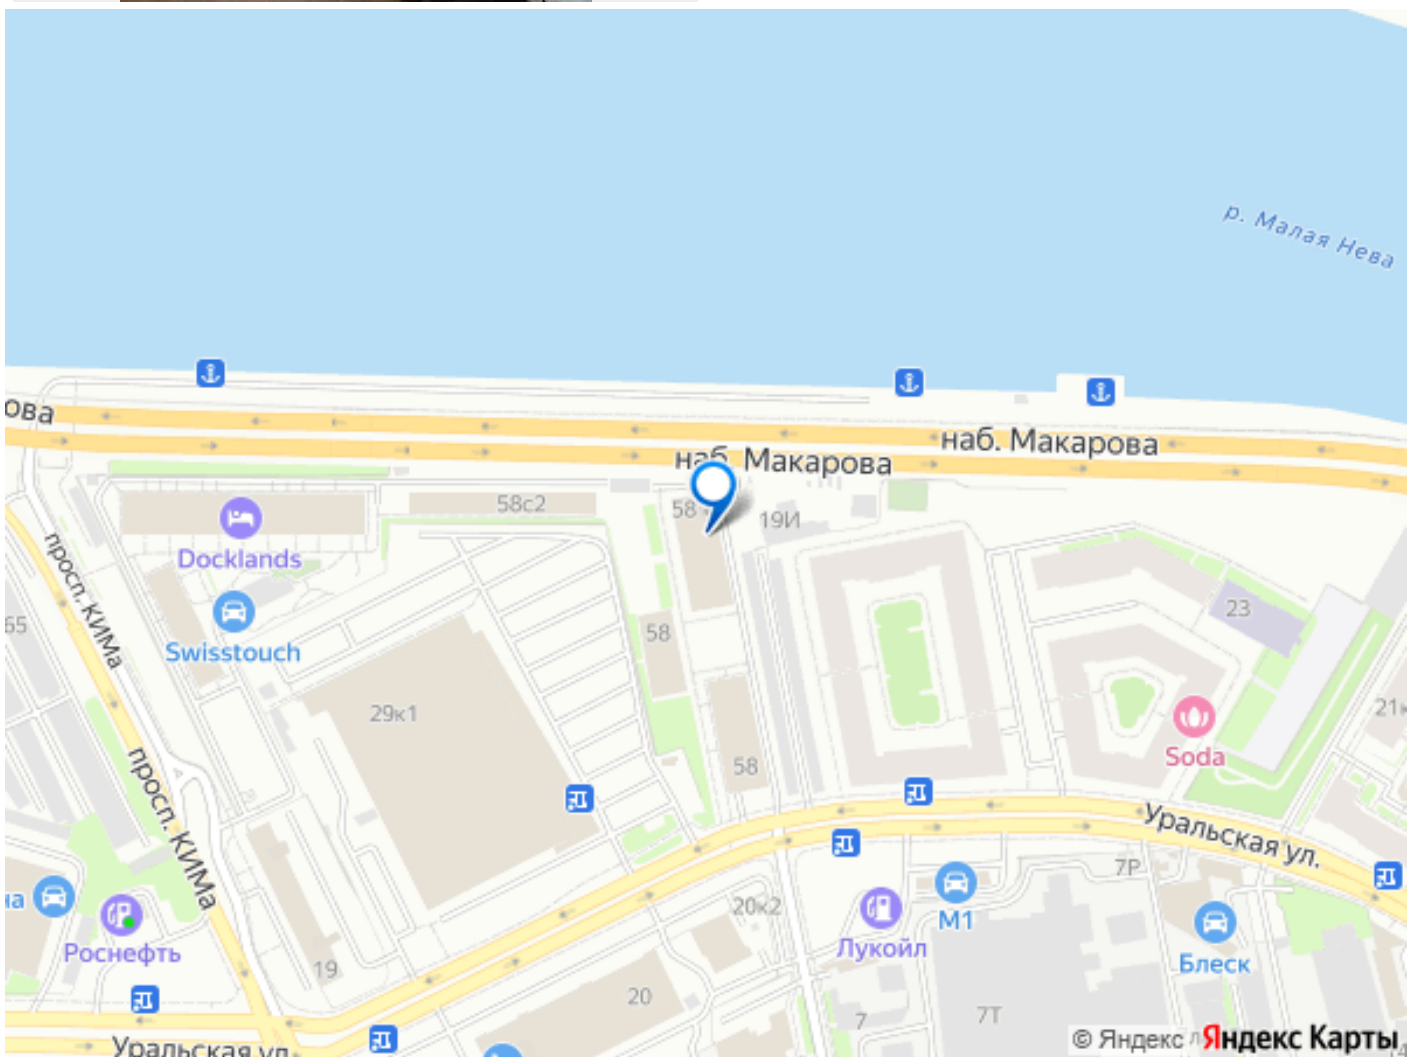 р. Малая Нева
ова
наб. Макарова
наб. Макарова
58с2
58
19И
Docklands
просп. КИМа
65
23
58
Swisstouch
29к1
21к
Soda
просп. КИМа
58
Уральская ул.
7Р
на
М1
20к2
Роснефть
Лукойл
Блеск
19
20
7
7Т
Уральская ул.
© Яндекс
Яндекс Карты